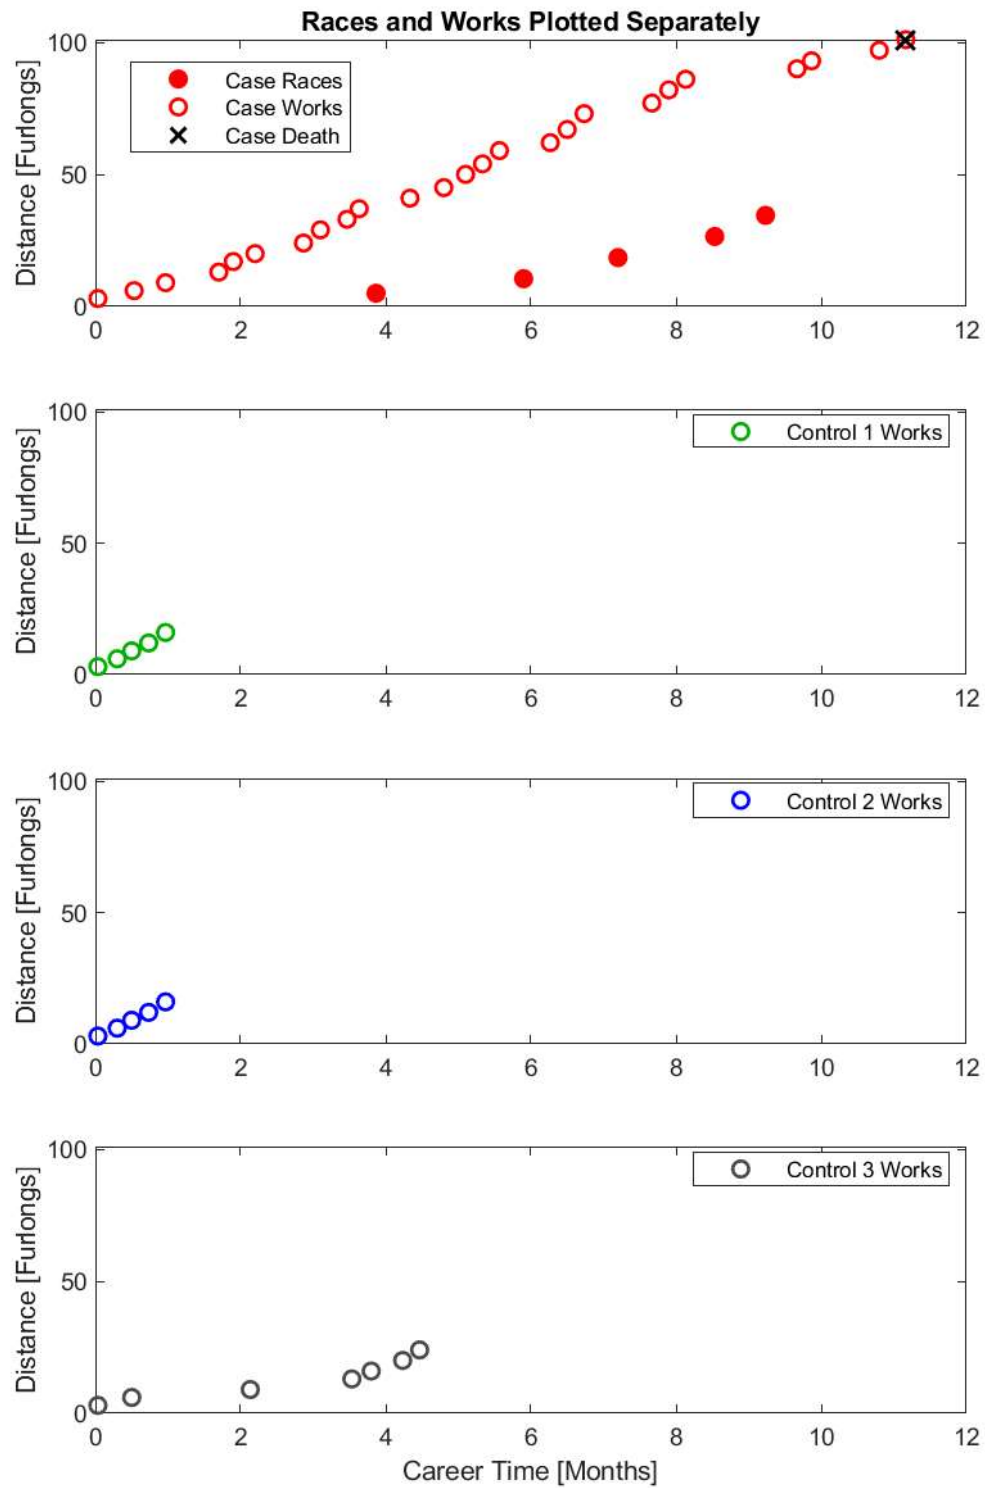 Races and Works Plotted Separately
Distance [Furlongs]
100
50
0
Case Races
Case Works
Case Death
0 2 4 6 8 10 12
Distance [Furlongs]
100
50
0
Control 1 Works
0 2 4 6 8 10 12
Distance [Furlongs]
100
50
0
Control 2 Works
0 2 4 6 8 10 12
Distance [Furlongs]
100
50
0
Control 3 Works
0 2 4 6 8 10 12
Career Time [Months]